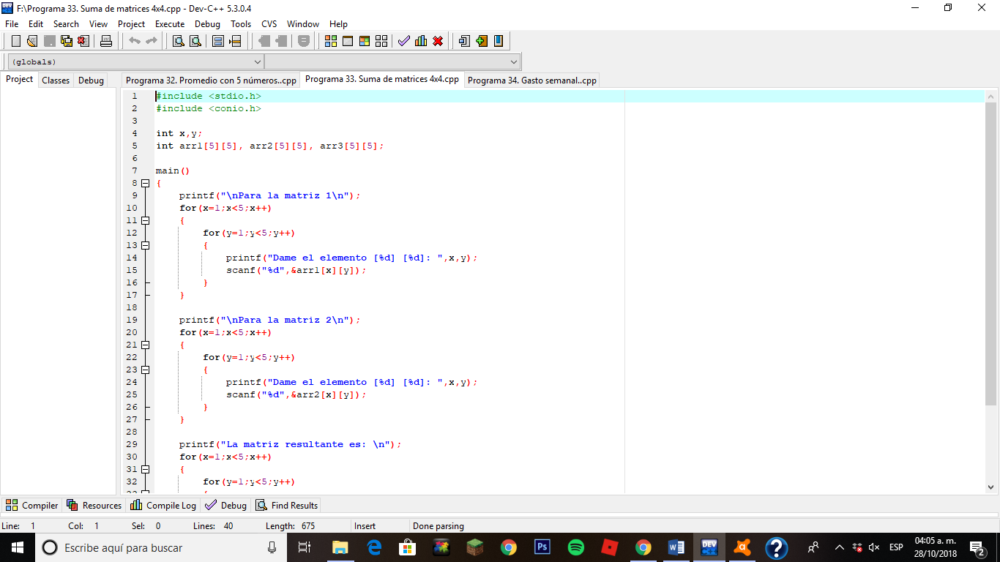 F:\Programa 33. Suma de matrices 4x4.cpp - Dev-C++ 5.3.0.4
File Edit Search View Project Execute Debug Tools CVS Window Help
(globals)
Project Classes Debug Programa 32. Promedio con 5 números..cpp Programa 33. Suma de matrices 4x4.cpp Programa 34. Gasto semanal..cpp
1 #include <stdio.h>
2 #include <conio.h>
3
4 int x,y;
5 int arr1[5][5], arr2[5][5], arr3[5][5];
6
7 main()
8 {
9 printf("\nPara la matriz 1\n");
10 for(x=1;x<5;x++)
11 {
12 for(y=1;y<5;y++)
13 {
14 printf("Dame el elemento [%d] [%d]: ",x,y);
15 scanf("%d",&arr1[x][y]);
16 }
17 }
18
19 printf("\nPara la matriz 2\n");
20 for(x=1;x<5;x++)
21 {
22 for(y=1;y<5;y++)
23 {
24 printf("Dame el elemento [%d] [%d]: ",x,y);
25 scanf("%d",&arr2[x][y]);
26 }
27 }
28
29 printf("La matriz resultante es: \n");
30 for(x=1;x<5;x++)
31 {
32 for(y=1;y<5;y++)
Compiler Resources Compile Log Debug Find Results
Line: 1 Col: 1 Sel: 0 Lines: 40 Length: 675 Insert Done parsing
Escribe aquí para buscar
DEV
Ps
W
ESP
04:05 a. m.
28/10/2018
2